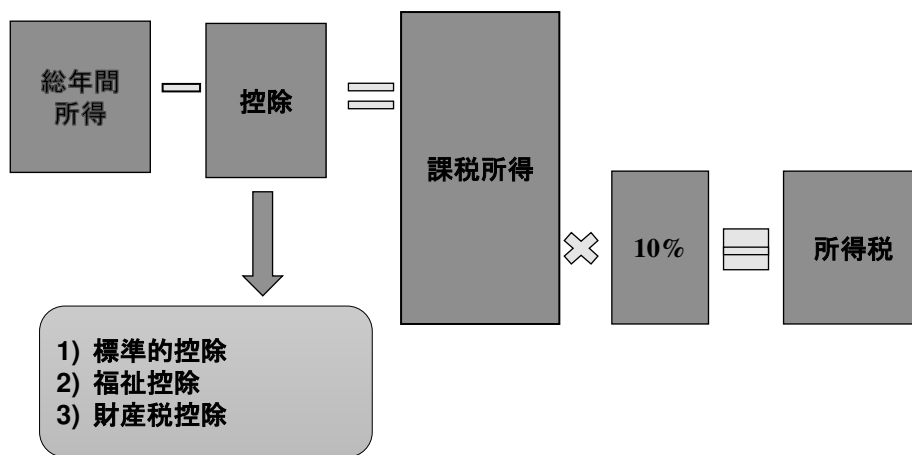 総年間
所得
控除
課税所得
10%
所得税
1) 標準的控除
2) 福祉控除
3) 財産税控除